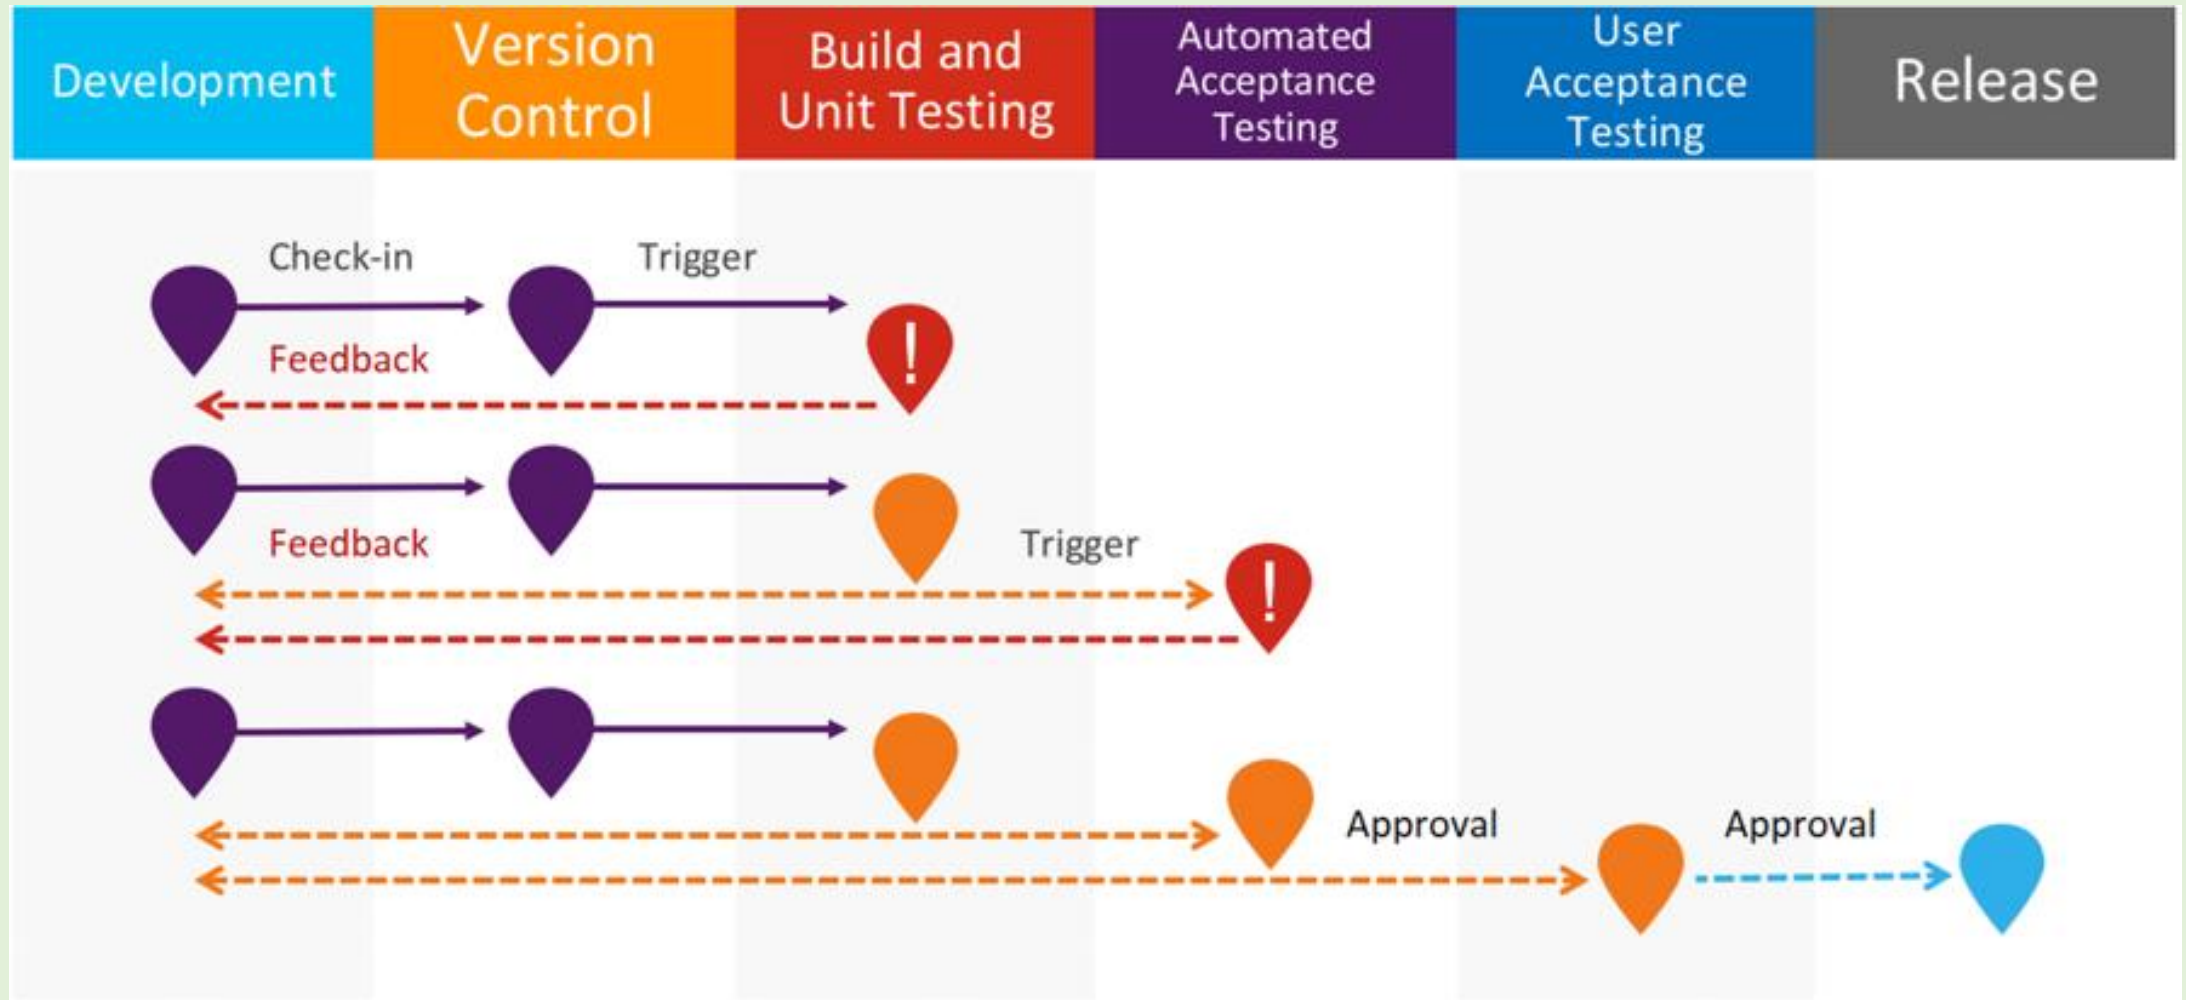 Development
Version
Control
Build and
Unit Testing
Automated
Acceptance
Testing
User
Acceptance
Testing
Release
Check-in
Trigger
!
Feedback
Feedback
Trigger
!
Approval
Approval